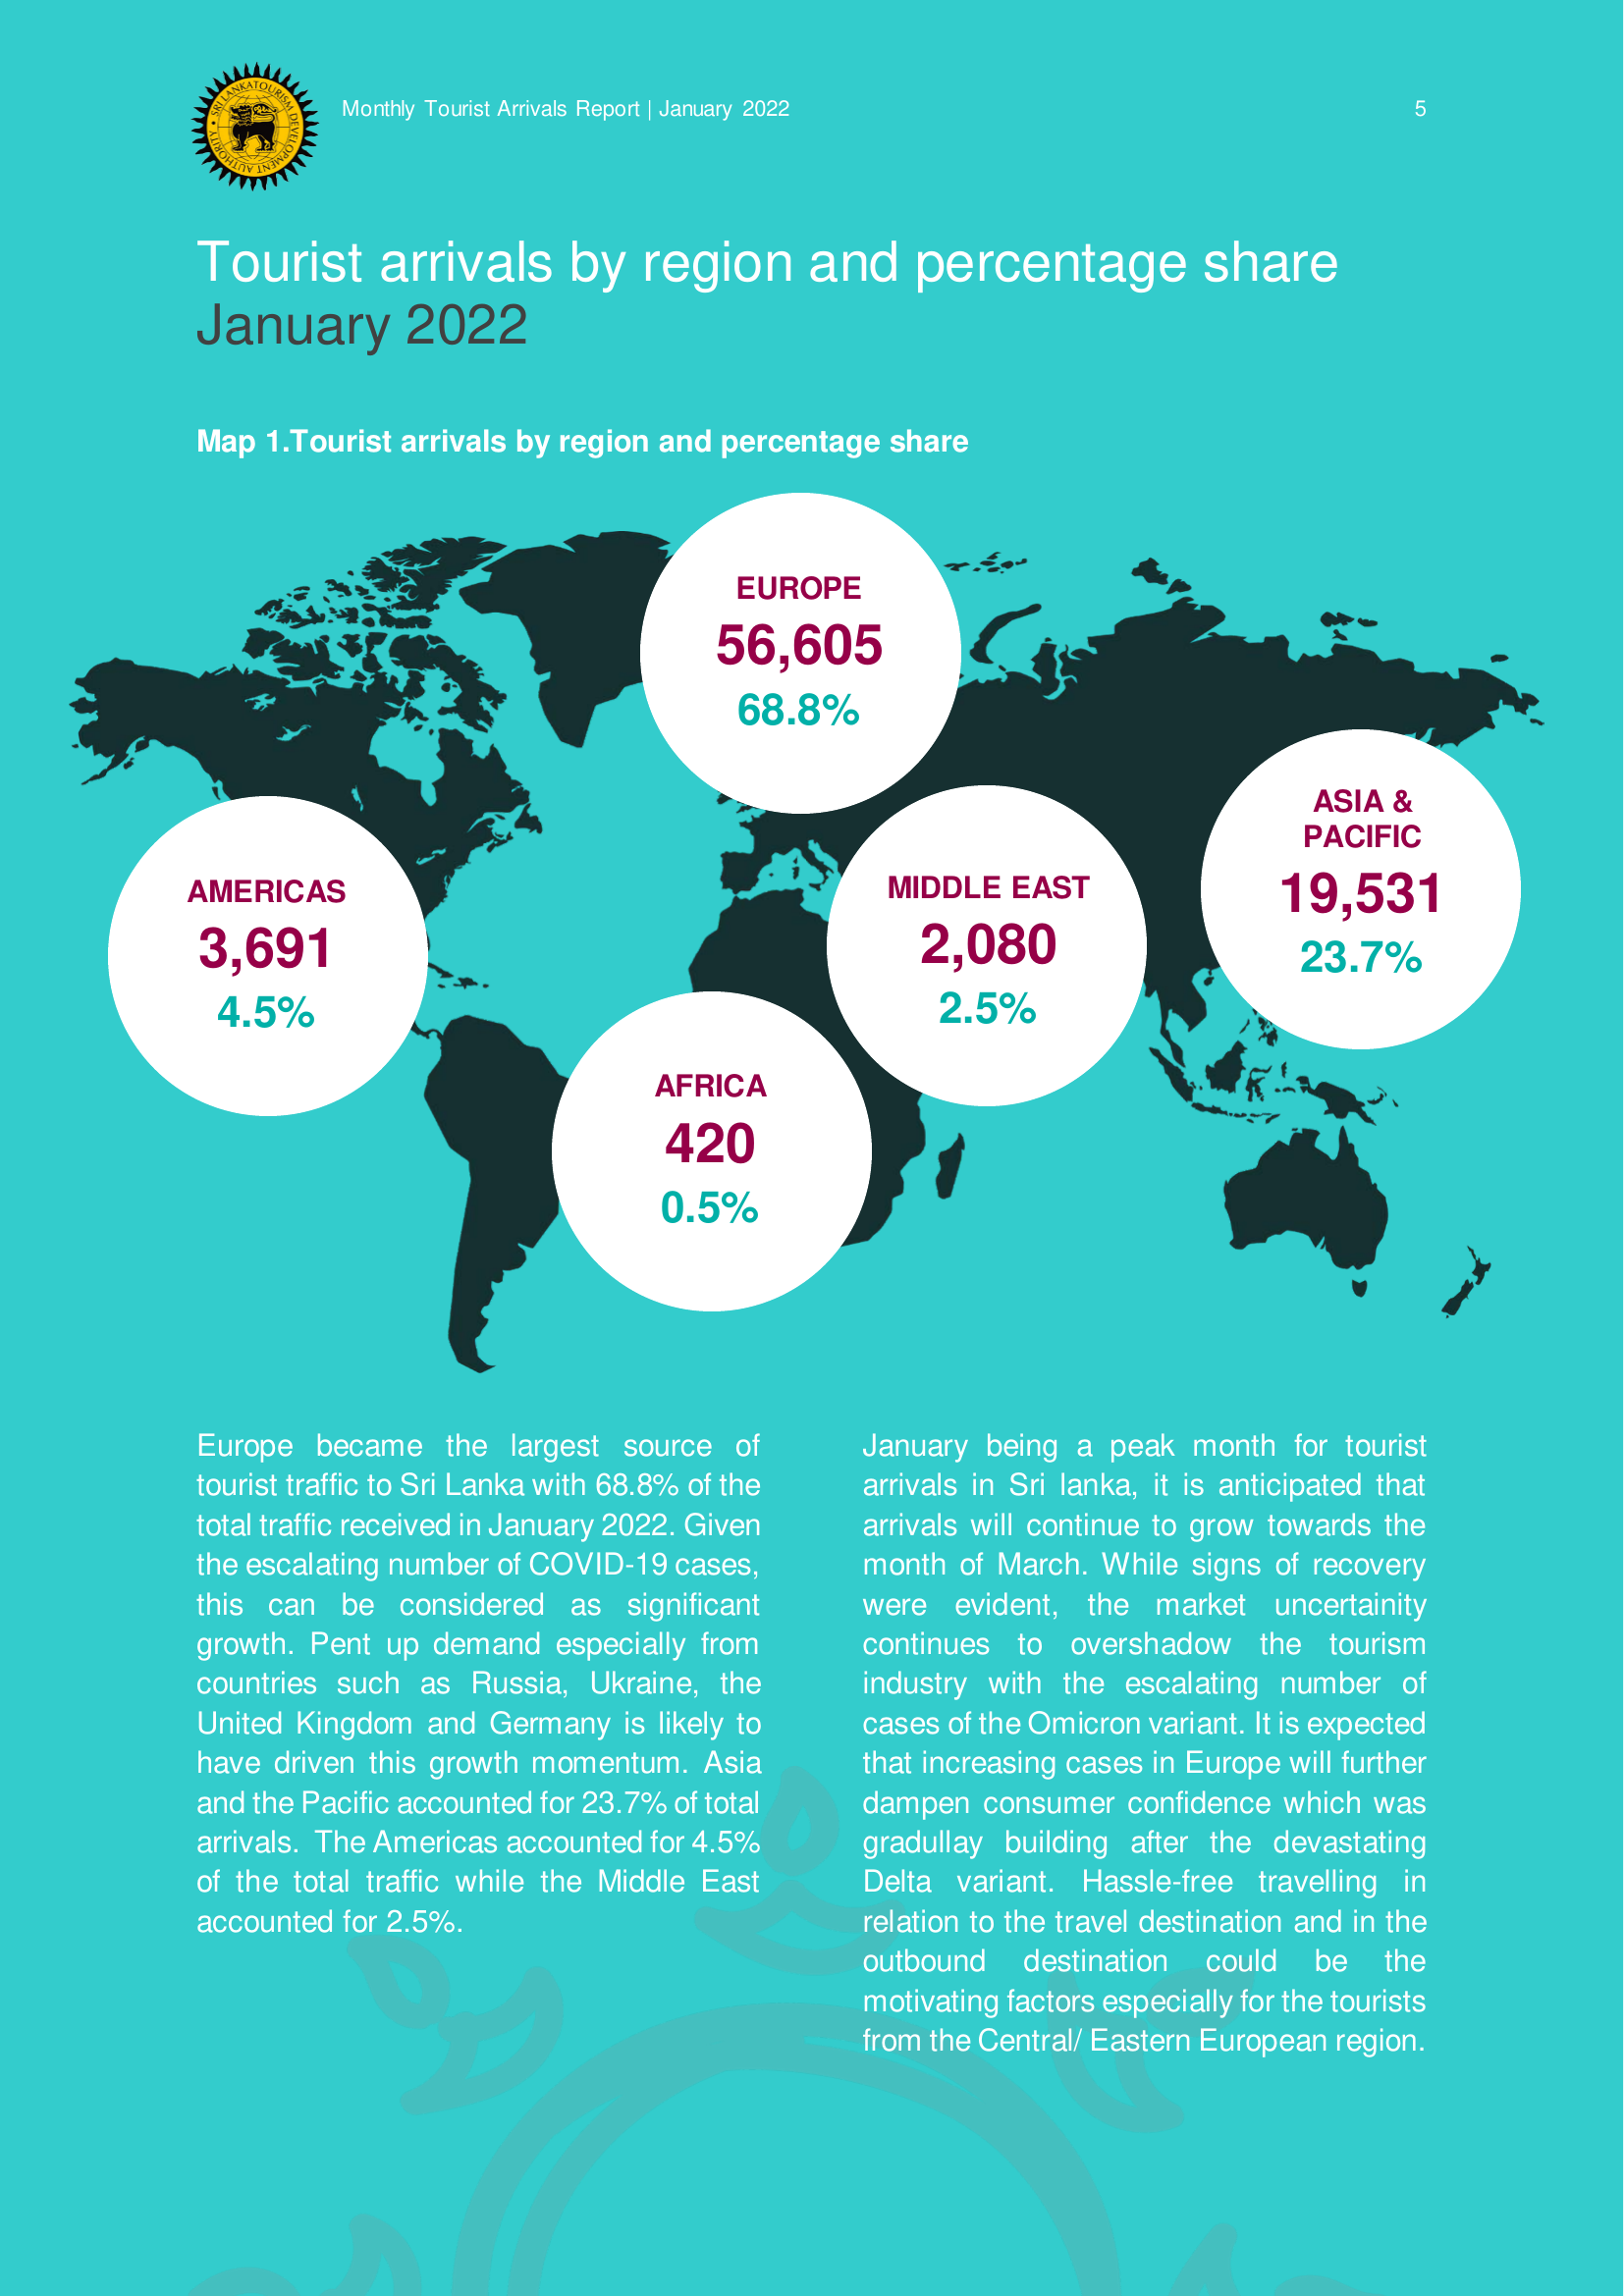 SRI LANKA TOURISM DEVELOPMENT AUTHORITY
Monthly Tourist Arrivals Report | January 2022
5
Tourist arrivals by region and percentage share
January 2022
Map 1.Tourist arrivals by region and percentage share
EUROPE
56,605
68.8%
ASIA &
PACIFIC
19,531
23.7%
AMERICAS
3,691
4.5%
MIDDLE EAST
2,080
2.5%
AFRICA
420
0.5%
Europe became the largest source of
tourist traffic to Sri Lanka with 68.8% of the
total traffic received in January 2022. Given
the escalating number of COVID-19 cases,
this can be considered as significant
growth. Pent up demand especially from
countries such as Russia, Ukraine, the
United Kingdom and Germany is likely to
have driven this growth momentum. Asia
and the Pacific accounted for 23.7% of total
arrivals. The Americas accounted for 4.5%
of the total traffic while the Middle East
accounted for 2.5%.
January being a peak month for tourist
arrivals in Sri lanka, it is anticipated that
arrivals will continue to grow towards the
month of March. While signs of recovery
were evident, the market uncertainity
continues to overshadow the tourism
industry with the escalating number of
cases of the Omicron variant. It is expected
that increasing cases in Europe will further
dampen consumer confidence which was
gradullay building after the devastating
Delta variant. Hassle-free travelling in
relation to the travel destination and in the
outbound destination could be the
motivating factors especially for the tourists
from the Central/ Eastern European region.